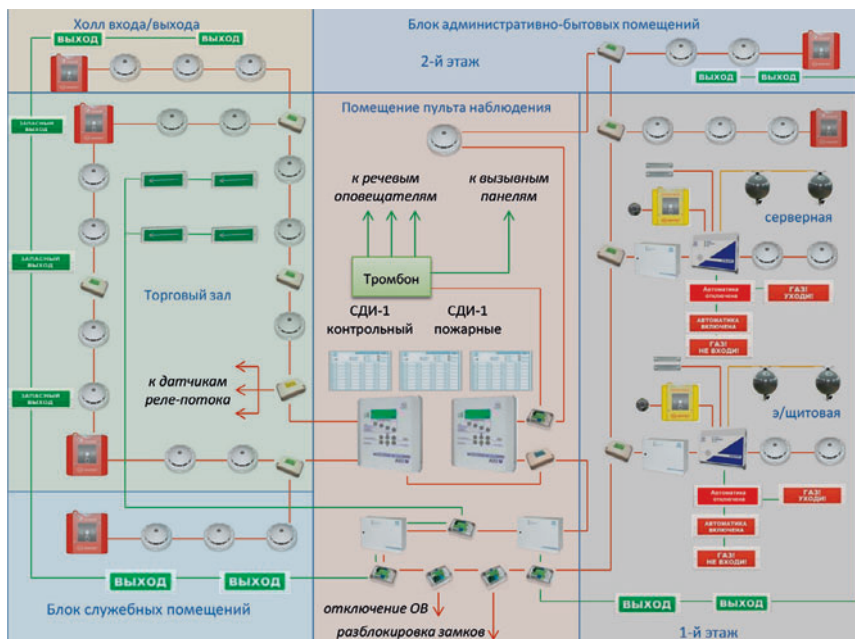 Холл входа/выхода
ВЫХОД
ВЫХОД
Блок административно-бытовых помещений
2-й этаж
ВЫХОД
ВЫХОД
ЗАПАСНЫЙ
ВЫХОД
ЗАПАСНЫЙ
ВЫХОД
ЗАПАСНЫЙ
ВЫХОД
Торговый зал
к датчикам
реле-потока
Помещение пульта наблюдения
к речевым
оповещателям
к вызывным
панелям
Тромбон
СДИ-1
контрольный
СДИ-1
пожарные
серверная
Автоматика
отключена
ГАЗ!
УХОДИ!
АВТОМАТИКА
ВКЛЮЧЕНА
ГАЗ!
НЕ ВХОДИ!
э/щитовая
Автоматика
отключена
ГАЗ!
УХОДИ!
АВТОМАТИКА
ВКЛЮЧЕНА
ГАЗ!
НЕ ВХОДИ!
ВЫХОД
ВЫХОД
Блок служебных помещений
отключение ОВ
разблокировка замков
ВЫХОД
ВЫХОД
1-й этаж